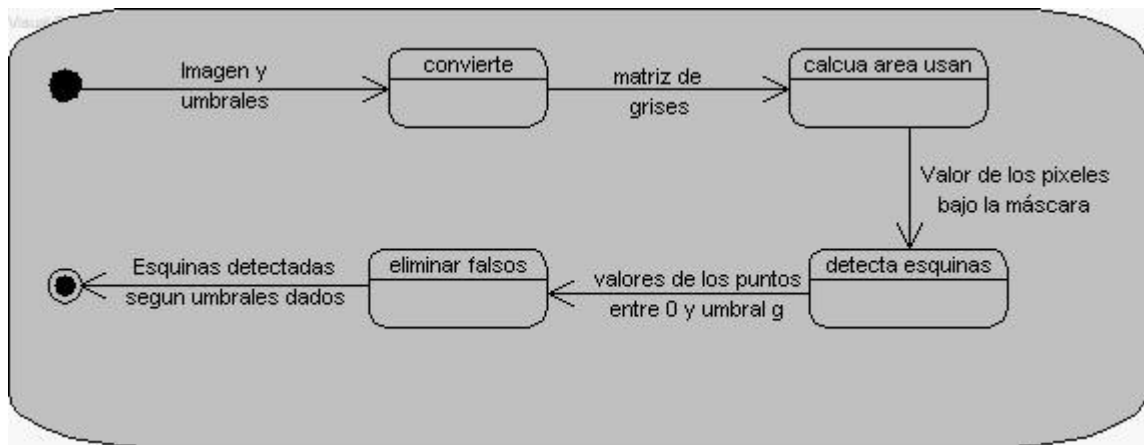 Imagen y
umbrales
convierte
matriz de
grises
calcua area usan
Valor de los pixeles
bajo la máscara
detecta esquinas
valores de los puntos
entre 0 y umbral g
eliminar falsos
Esquinas detectadas
segun umbrales dados